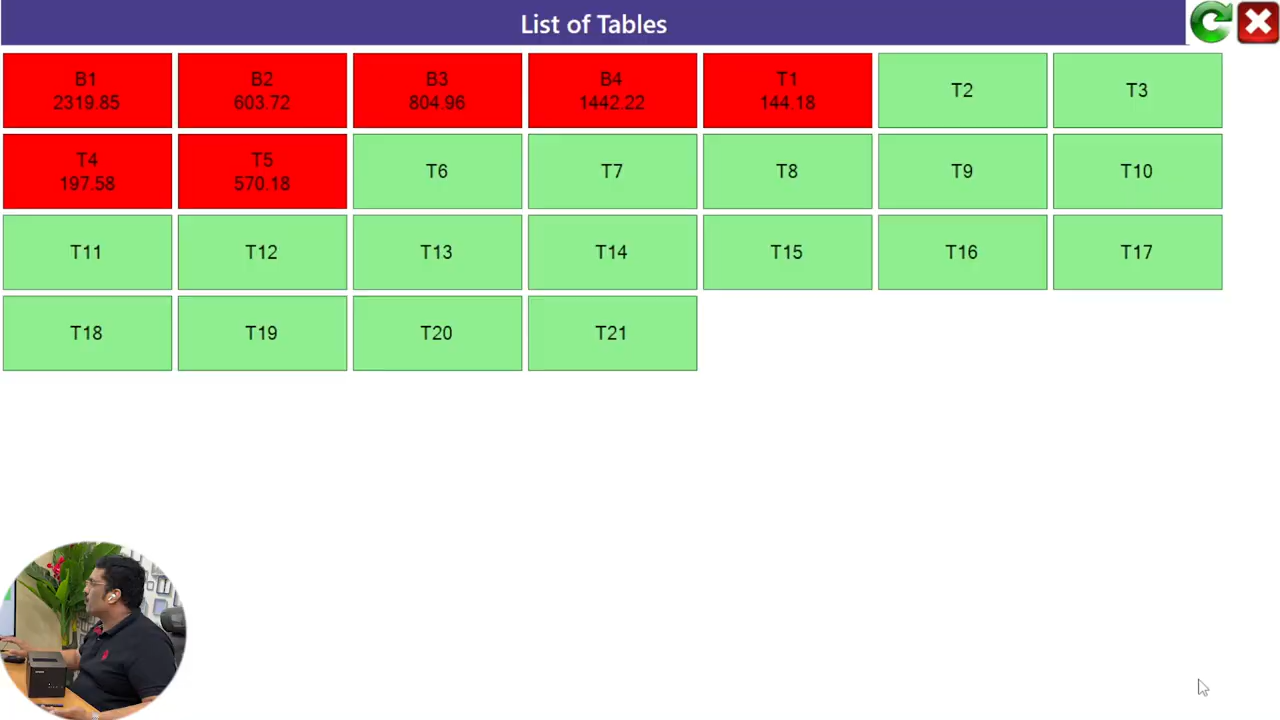 List of Tables
B1
2319.85
B2
603.72
B3
804.96
B4
1442.22
T1
144.18
T2
T3
T4
197.58
T5
570.18
T6
T7
T8
T9
T10
T11
T12
T13
T14
T15
T16
T17
T18
T19
T20
T21